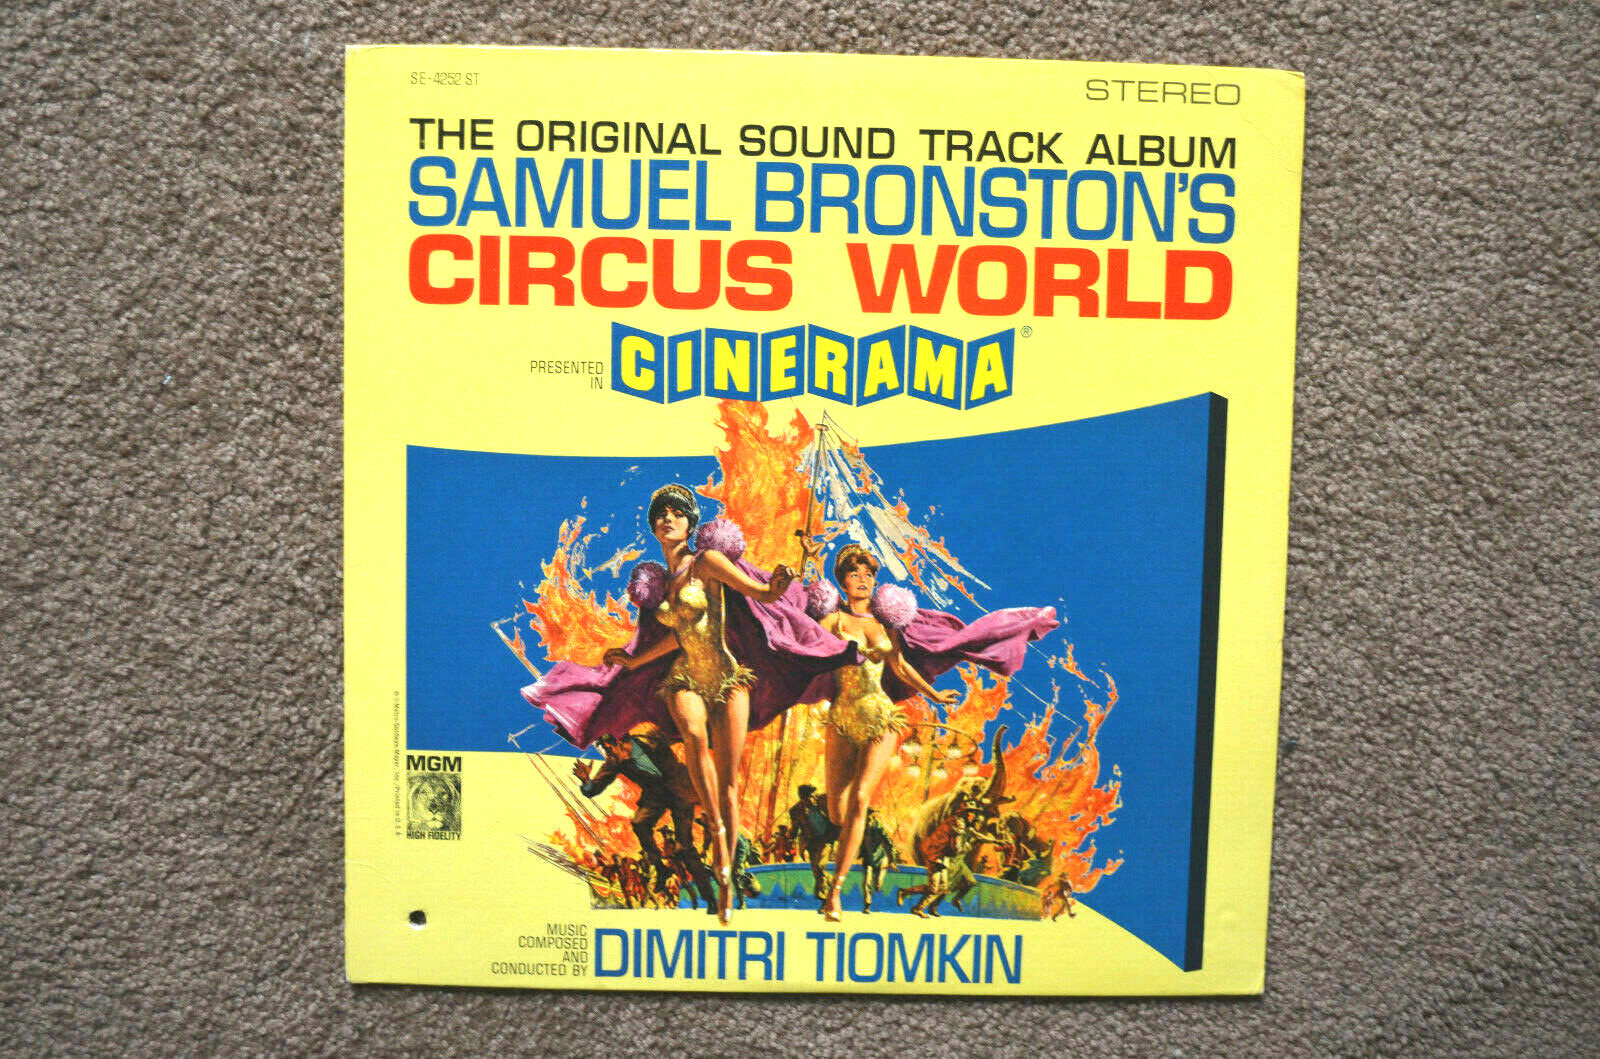 SE-4252 ST
STEREO
THE ORIGINAL SOUND TRACK ALBUM
SAMUEL BRONSTON'S
CIRCUS WORLD
PRESENTED
IN
CINERAMA®
MGM
HIGH FIDELITY
MUSIC
COMPOSED
AND
CONDUCTED BY
DIMITRI TIOMKIN